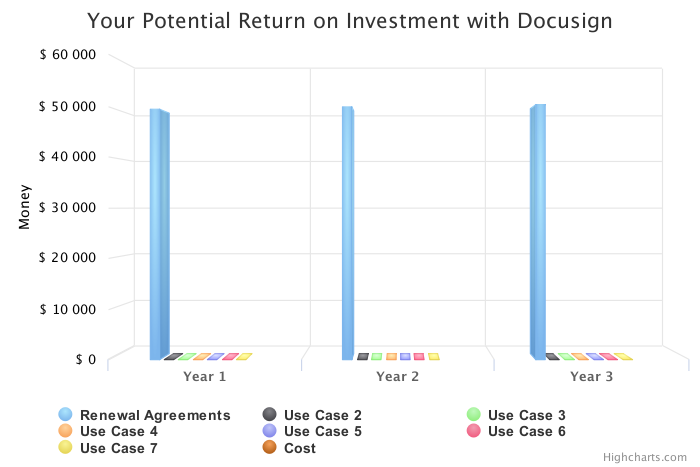 Your Potential Return on Investment with Docusign
$ 60 000
$ 50 000
$ 40 000
$ 30 000
$ 20 000
$ 10 000
$ 0
Money
Year 1 Year 2 Year 3
Renewal Agreements Use Case 2 Use Case 3
Use Case 4 Use Case 5 Use Case 6
Use Case 7 Cost
Highcharts.com